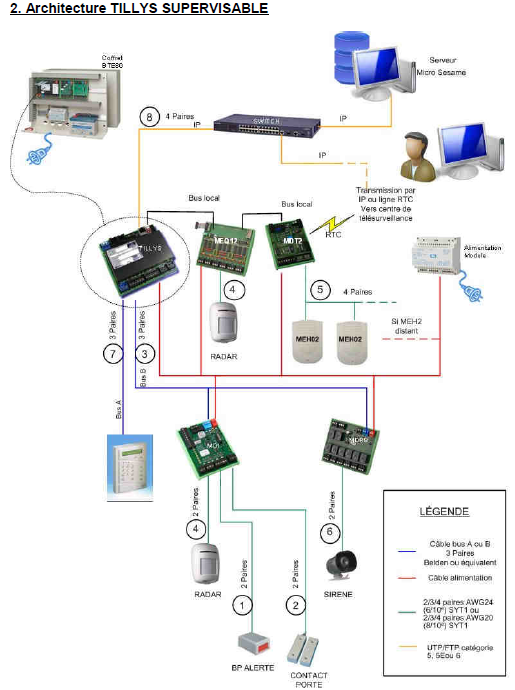 2. Architecture TILLYS SUPERVISABLE
Coffret
Serveur
Micro Sesame
8
4 Paires
IP
SWITCH
IP
IP
Transmission par
IP ou ligne RTC
Vers centre de
télésurveillance
Bus local
Bus local
TILLYS
MDT2
RTC
Alimentation
Module
4
RADAR
5
4 Paires
MEH02
MEH02
Si MEH2
distant
3 Paires
7
Bus A
3 Paires
3
Bus B
2 Paires
4
RADAR
2 Paires
1
BP ALERTE
2 Paires
2
CONTACT
PORTE
2 Paires
6
SIRENE
LÉGENDE
Câble bus A ou B
3 Paires
Belden ou équivalent
Câble alimentation
2/3/4 paires AWG24
(6/10°) SYT1 ou
2/3/4 paires AWG20
(8/10°) SYT1
UTP/FTP catégorie
5, 5Eou 6